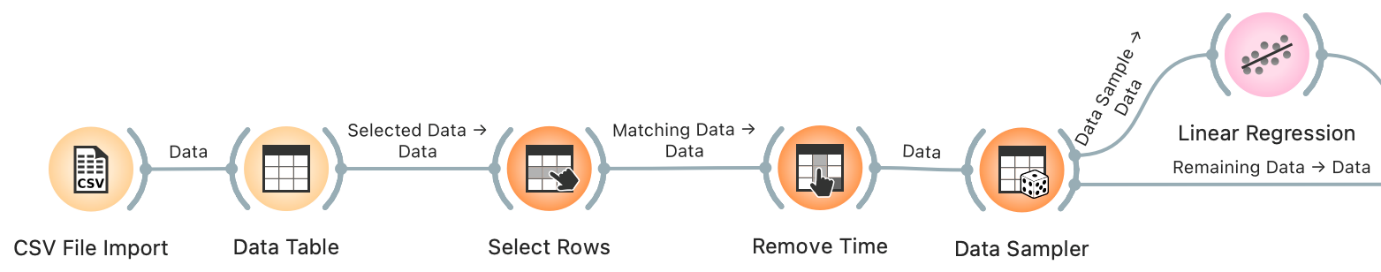 Data Sample →
Data
Linear Regression
Data
Selected Data →
Data
Matching Data →
Data
Data
Remaining Data → Data
CSV
CSV File Import
Data Table
Select Rows
Remove Time
Data Sampler